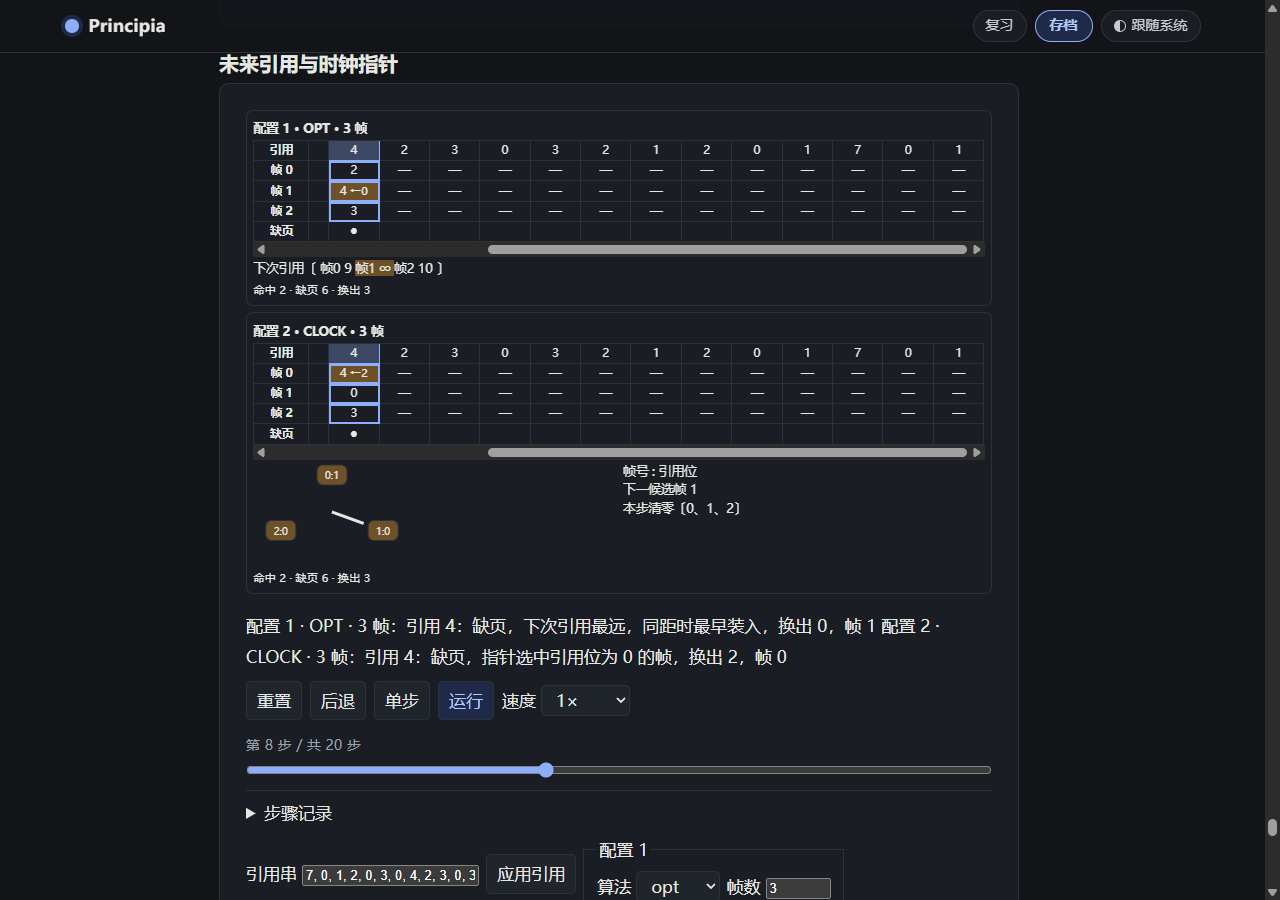 Principia
复习
存档
跟随系统
未来引用与时钟指针
配置 1 • OPT • 3 帧
引用 4 2 3 0 3 2 1 2 0 1 7 0 1
帧 0 2 — — — — — — — — — — — —
帧 1 4 ←0 — — — — — — — — — — — —
帧 2 3 — — — — — — — — — — — —
缺页 ●
下次引用〔 帧0 9 帧1 ∞ 帧2 10 〕
命中 2 · 缺页 6 · 换出 3
配置 2 • CLOCK • 3 帧
引用 4 2 3 0 3 2 1 2 0 1 7 0 1
帧 0 4 ←2 — — — — — — — — — — — —
帧 1 0 — — — — — — — — — — — —
帧 2 3 — — — — — — — — — — — —
缺页 ●
0:1
2:0
1:0
帧号 : 引用位
下一候选帧 1
本步清零〔0、1、2〕
命中 2 · 缺页 6 · 换出 3
配置 1 · OPT · 3 帧：引用 4：缺页，下次引用最远，同距时最早装入，换出 0，帧 1 配置 2 ·
CLOCK · 3 帧：引用 4：缺页，指针选中引用位为 0 的帧，换出 2，帧 0
重置 后退 单步 运行 速度 1×
第 8 步 / 共 20 步
▶ 步骤记录
引用串 7, 0, 1, 2, 0, 3, 0, 4, 2, 3, 0, 3 应用引用
配置 1
算法 opt 帧数 3